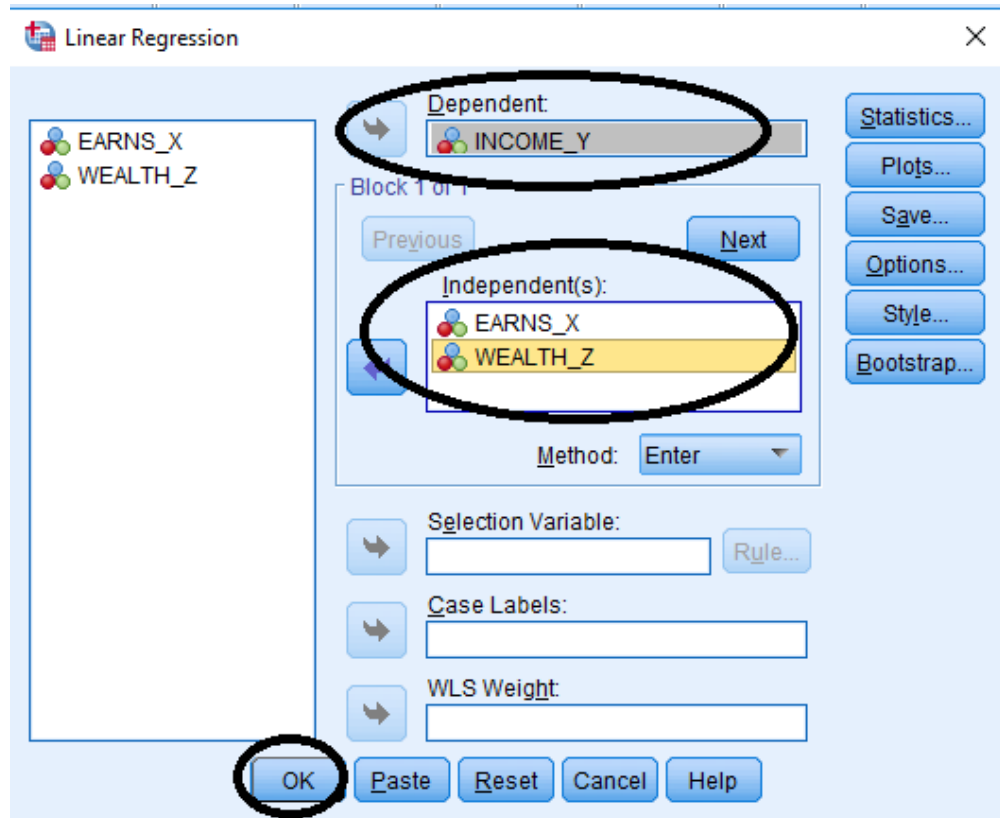 Linear Regression
EARNS_X
WEALTH_Z
Dependent:
INCOME_Y
Block 1 of 1
Previous
Next
Independent(s):
EARNS_X
WEALTH_Z
Method: Enter
Selection Variable:
Rule...
Case Labels:
WLS Weight:
Statistics...
Plots...
Save...
Options...
Style...
Bootstrap...
OK Paste Reset Cancel Help